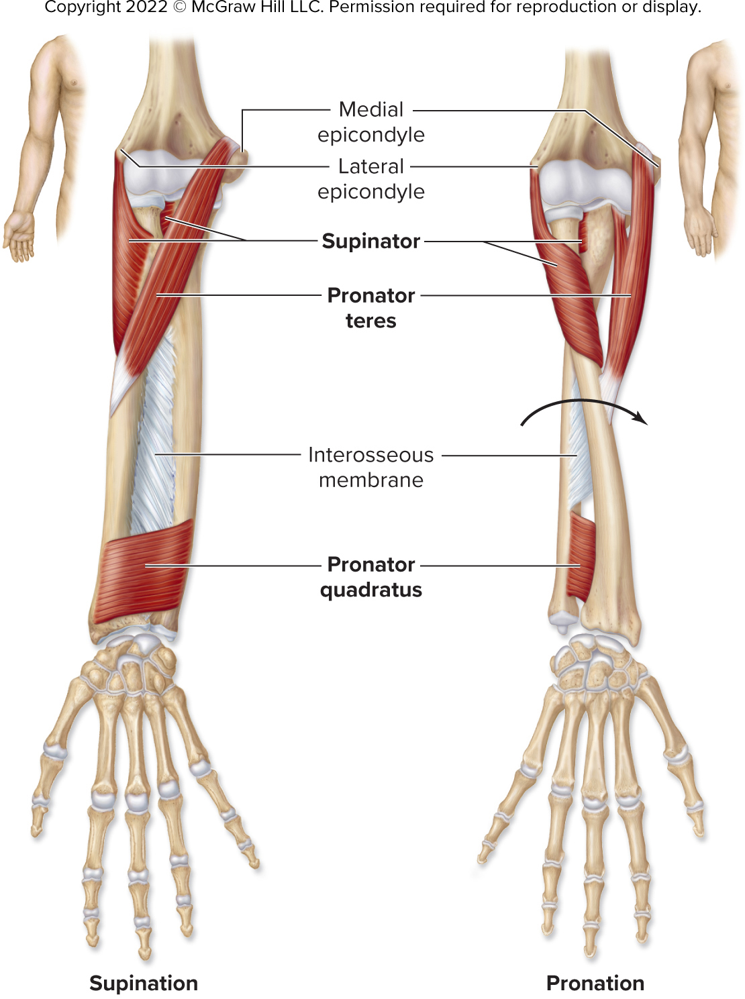 Copyright 2022 © McGraw Hill LLC. Permission required for reproduction or display.
Medial
epicondyle
Lateral
epicondyle
Supinator
Pronator
teres
Interosseous
membrane
Pronator
quadratus
Supination
Pronation